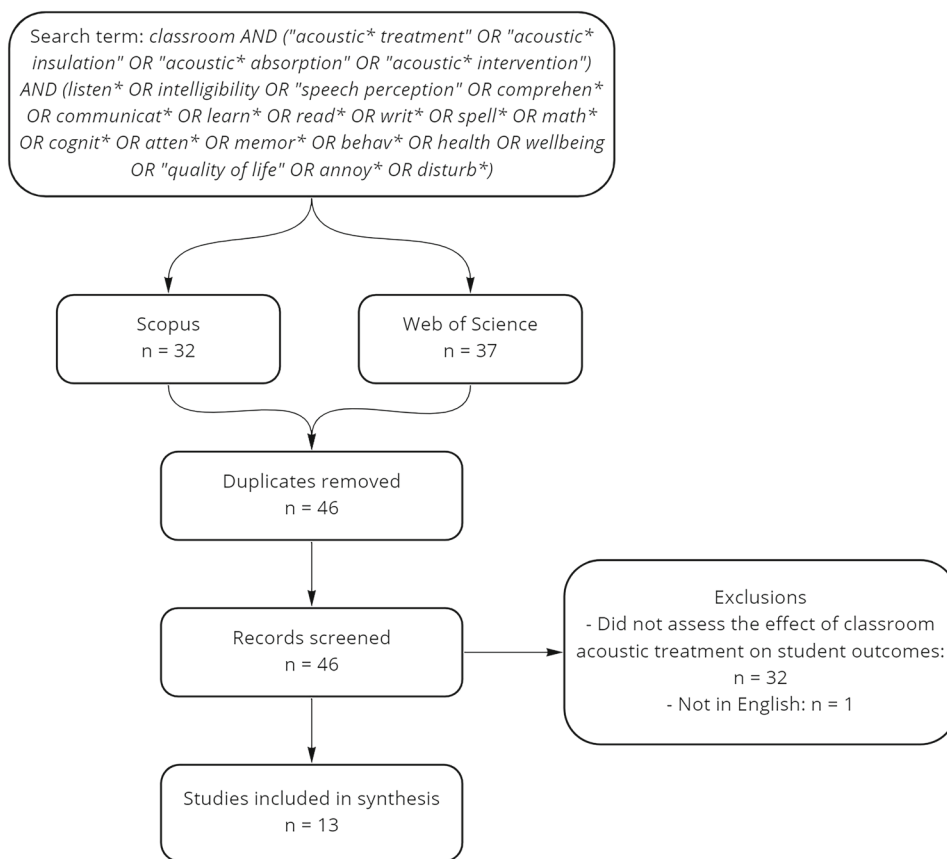 Search term: classroom AND ("acoustic* treatment" OR "acoustic*
insulation" OR "acoustic* absorption" OR "acoustic* intervention")
AND (listen* OR intelligibility OR "speech perception" OR comprehen*
OR communicat* OR learn* OR read* OR writ* OR spell* OR math*
OR cognit* OR atten* OR memor* OR behav* OR health OR wellbeing
OR "quality of life" OR annoy* OR disturb*)
Scopus
n = 32
Web of Science
n = 37
Duplicates removed
n = 46
Records screened
n = 46
Exclusions
- Did not assess the effect of classroom
acoustic treatment on student outcomes:
n = 32
- Not in English: n = 1
Studies included in synthesis
n = 13